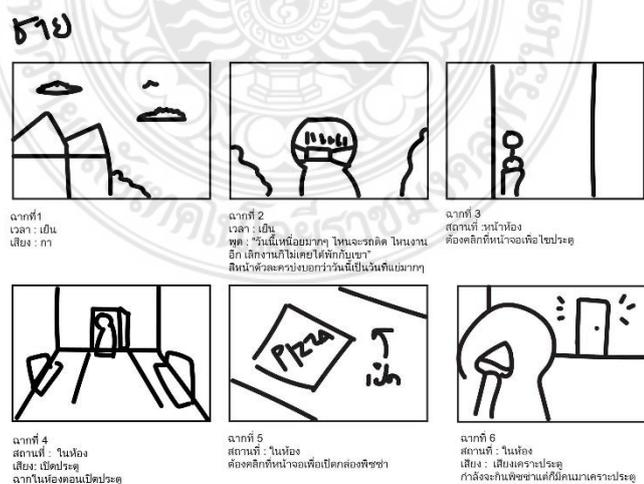 ชาย
ฉากที่1
เวลา : เย็น
เสียง : กา
ฉากที่ 2
เวลา : เย็น
พูด : "วันนี้เหนื่อยมากๆ ไหนจะรถติด ไหนงาน
อีก เลิกงานก็ไม่เคยได้พักกับเขา"
สีหน้าตัวละครบ่งบอกว่าวันนี้เป็นวันที่แย่มากๆ
ฉากที่ 3
สถานที่ :หน้าห้อง
ต้องคลิกที่หน้าจอเพื่อไขประตู
ฉากที่ 4
สถานที่ : ในห้อง
เสียง: เปิดประตู
ฉากในห้องตอนเปิดประตู
PIZZA
เปิด
ฉากที่ 5
สถานที่ : ในห้อง
ต้องคลิกที่หน้าจอเพื่อเปิดกล่องพิซซ่า
ฉากที่ 6
สถานที่ : ในห้อง
เสียง : เสียงเคราะประตู
กำลังจะกินพิซซ่าแต่ก็มีคนมาเคราะประตู